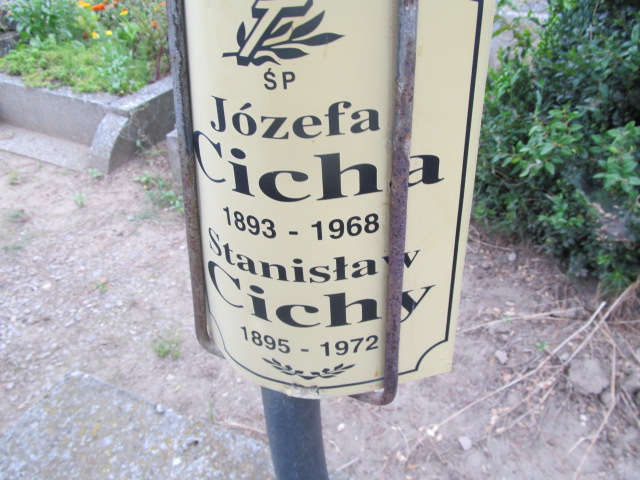 ŚP
Józefa
Cicha
1893 - 1968
Stanisław
Cichy
1895 - 1972